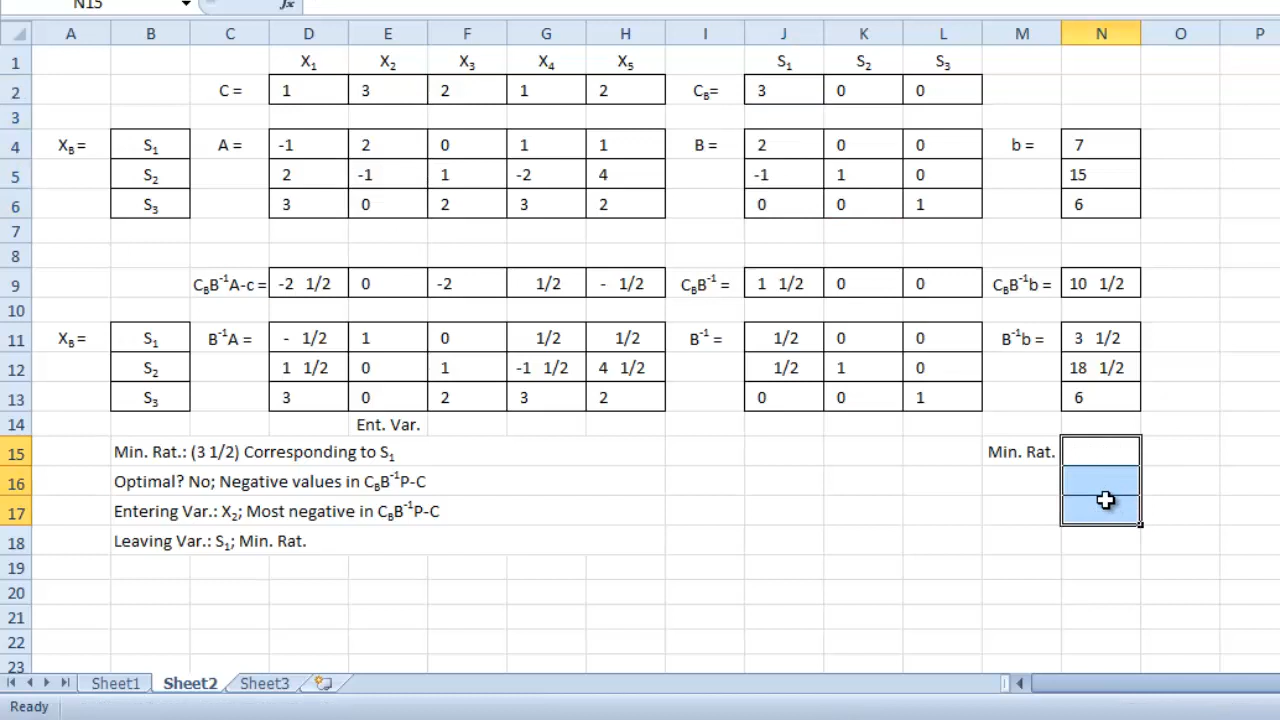 N15 fx
A B C D E F G H I J K L M N O P
1 X1 X2 X3 X4 X5 S1 S2 S3
2 C = 1 3 2 1 2 CB= 3 0 0
3
4 XB = S1 A = -1 2 0 1 1 B = 2 0 0 b = 7
5 S2 2 -1 1 -2 4 -1 1 0 15
6 S3 3 0 2 3 2 0 0 1 6
7
8
9 CBB-1A-c = -2 1/2 0 -2 1/2 - 1/2 CBB-1 = 1 1/2 0 0 CBB-1b = 10 1/2
10
11 XB = S1 B-1A = - 1/2 1 0 1/2 1/2 B-1 = 1/2 0 0 B-1b = 3 1/2
12 S2 1 1/2 0 1 -1 1/2 4 1/2 1/2 1 0 18 1/2
13 S3 3 0 2 3 2 0 0 1 6
14 Ent. Var.
15 Min. Rat.: (3 1/2) Corresponding to S1 Min. Rat.
16 Optimal? No; Negative values in CBB-1P-C
17 Entering Var.: X2; Most negative in CBB-1P-C
18 Leaving Var.: S1; Min. Rat.
19
20
21
22
23
Sheet1 Sheet2 Sheet3
Ready